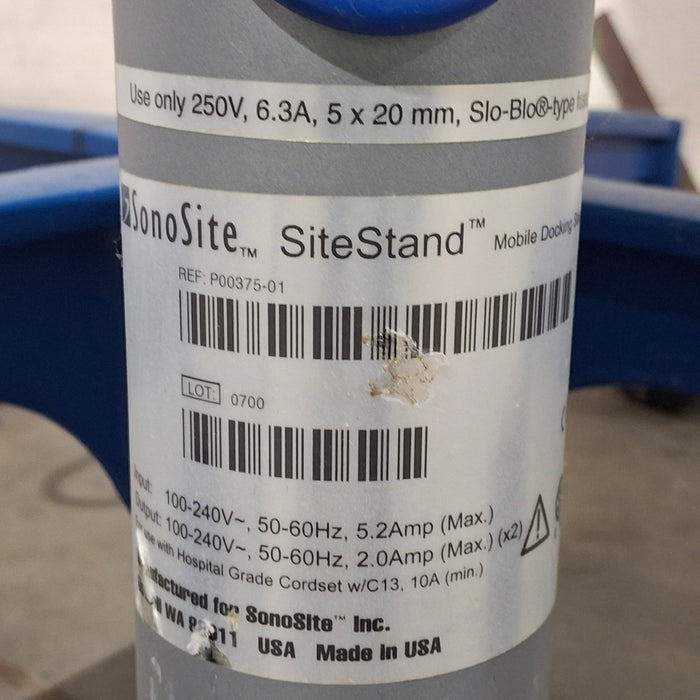 Use only 250V, 6.3A, 5 x 20 mm, Slo-Blo®-type
SonoSite™ SiteStand™ Mobile Docking
REF: P00375-01
LOT: 0700
Input: 100-240V~, 50-60Hz, 5.2Amp (Max.)
Output: 100-240V~, 50-60Hz, 2.0Amp (Max.) (x2)
use with Hospital Grade Cordset w/C13, 10A (min.)
for SonoSite™ Inc.
WA USA Made in USA